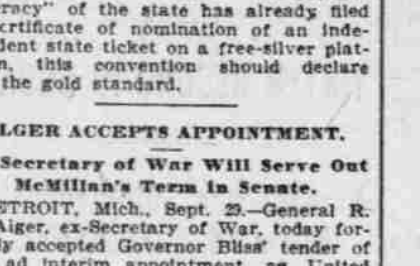 racy" of the state has already filed
ertificate of nomination of an inde-
dent state ticket on a free-silver plat-
n, this convention should declare
the gold standard.
LGER ACCEPTS APPOINTMENT.
Secretary of War Will Serve Out
McMillan's Term in Senate.
ETROIT, Mich., Sept. 29.—General R.
Alger, ex-Secretary of War, today for-
ly accepted Governor Bliss' tender of
ad interim appointment, as United